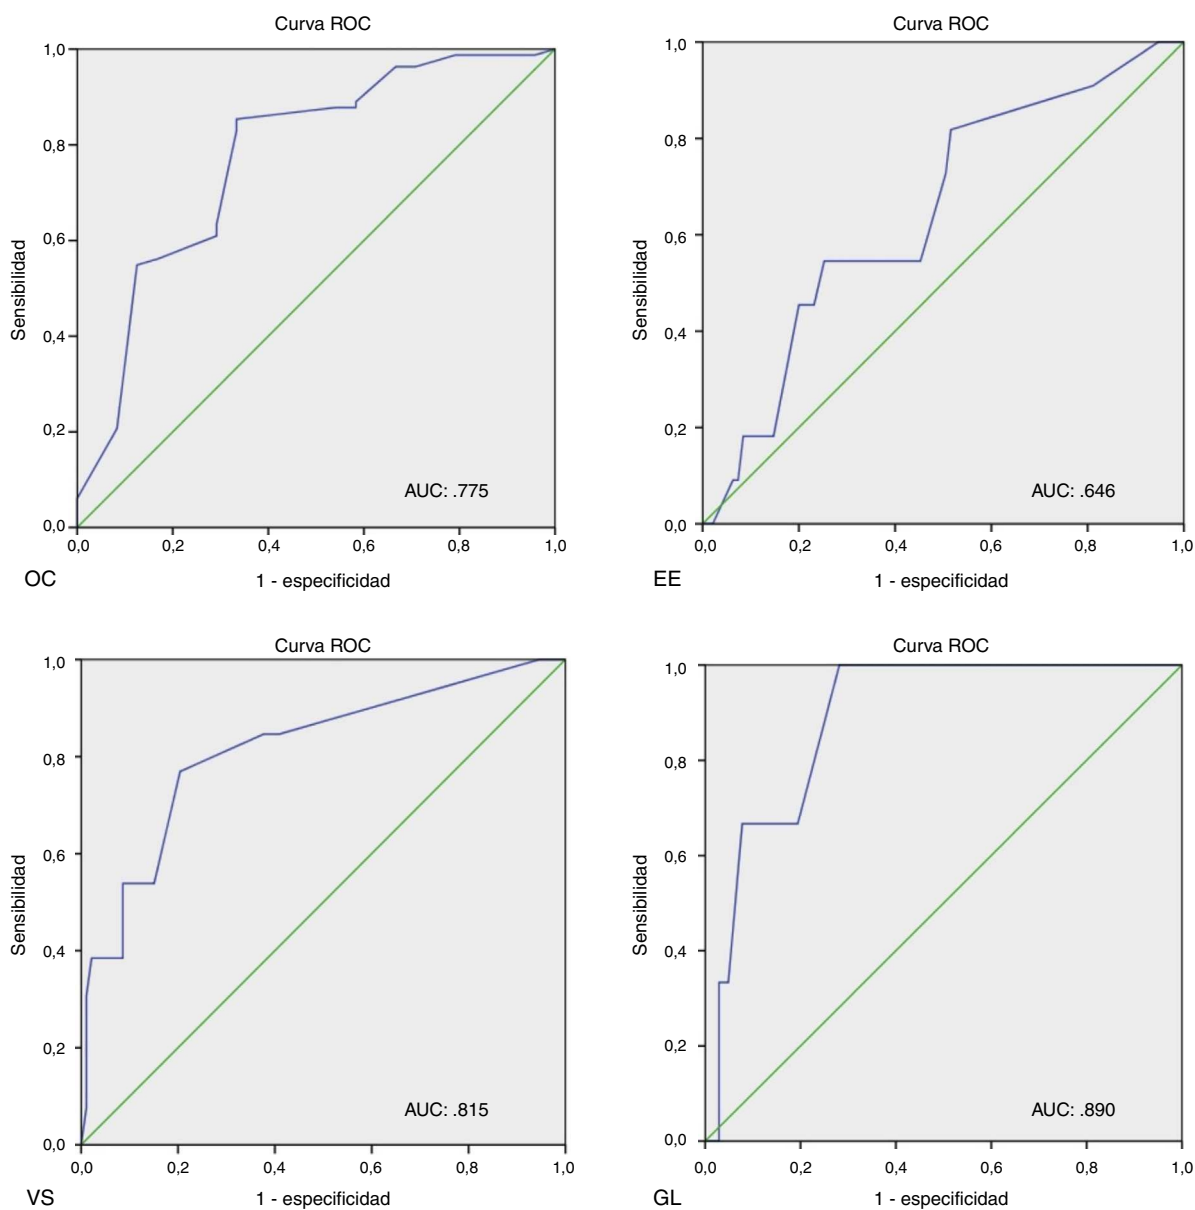 Curva ROC
1,0
0,8
0,6
0,4
0,2
0,0
Sensibilidad
AUC: .775
0,0 0,2 0,4 0,6 0,8 1,0
OC
1 - especificidad
Curva ROC
1,0
0,8
0,6
0,4
0,2
0,0
Sensibilidad
AUC: .646
0,0 0,2 0,4 0,6 0,8 1,0
EE
1 - especificidad
Curva ROC
1,0
0,8
0,6
0,4
0,2
0,0
Sensibilidad
AUC: .815
0,0 0,2 0,4 0,6 0,8 1,0
VS
1 - especificidad
Curva ROC
1,0
0,8
0,6
0,4
0,2
0,0
Sensibilidad
AUC: .890
0,0 0,2 0,4 0,6 0,8 1,0
GL
1 - especificidad